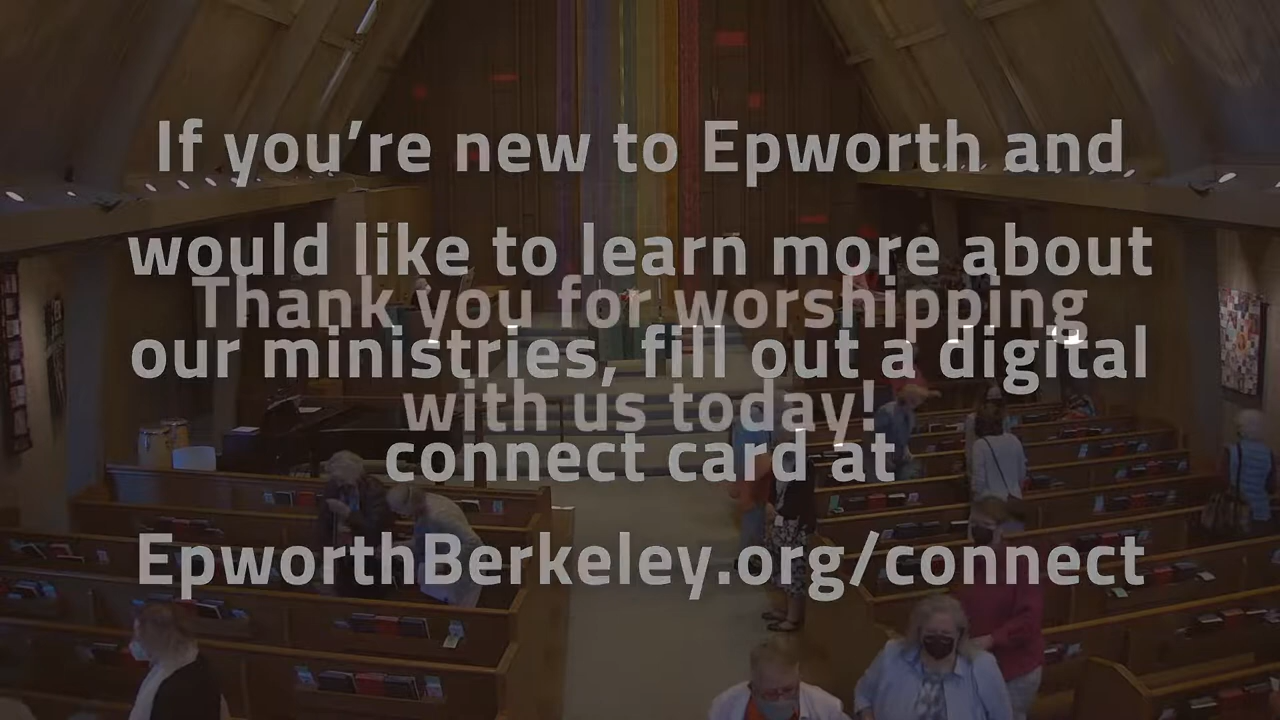 If you’re new to Epworth and
would like to learn more about
our ministries, fill out a digital
connect card at
EpworthBerkeley.org/connect
Thank you for worshipping
with us today!